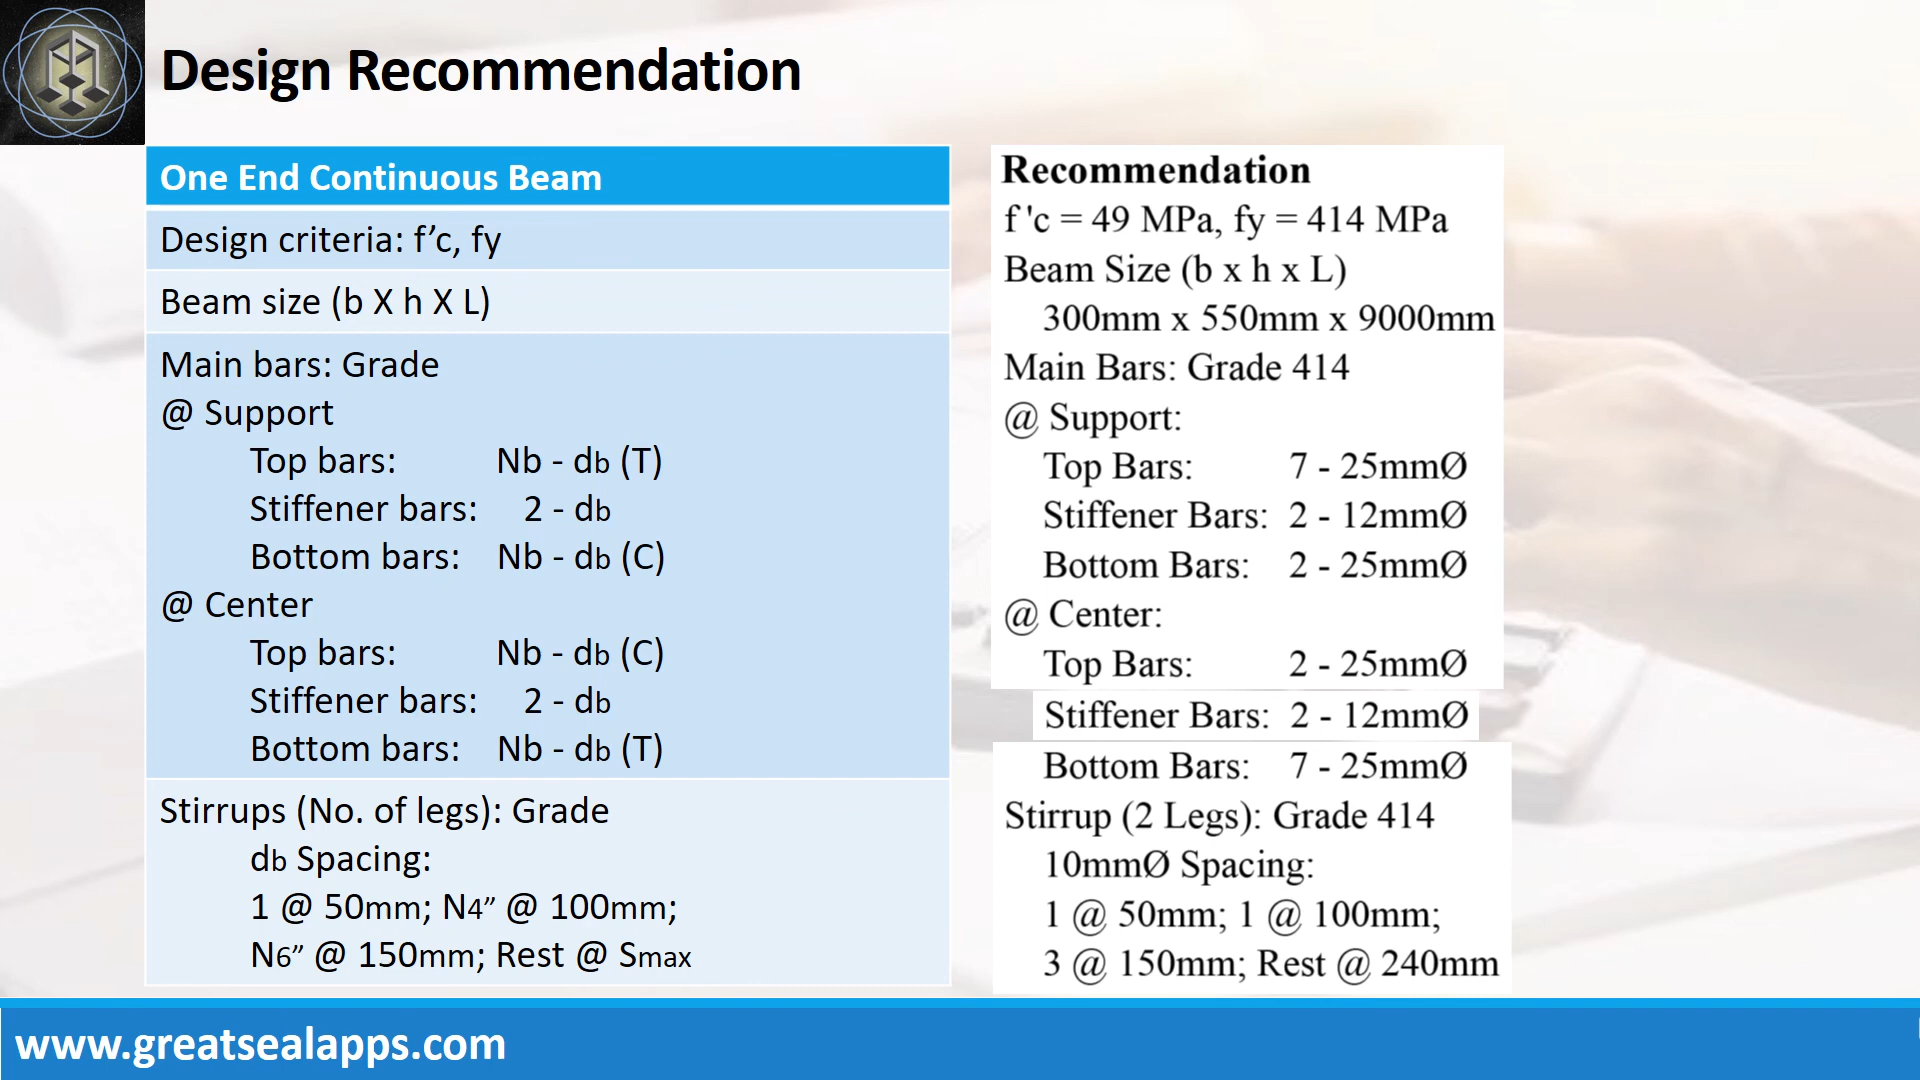 Design Recommendation
One End Continuous Beam
Design criteria: f’c, fy
Beam size (b X h X L)
Main bars: Grade
@ Support
Top bars: Nb - db (T)
Stiffener bars: 2 - db
Bottom bars: Nb - db (C)
@ Center
Top bars: Nb - db (C)
Stiffener bars: 2 - db
Bottom bars: Nb - db (T)
Stirrups (No. of legs): Grade
db Spacing:
1 @ 50mm; N4” @ 100mm;
N6” @ 150mm; Rest @ Smax
Recommendation
f 'c = 49 MPa, fy = 414 MPa
Beam Size (b x h x L)
300mm x 550mm x 9000mm
Main Bars: Grade 414
@ Support:
Top Bars: 7 - 25mmØ
Stiffener Bars: 2 - 12mmØ
Bottom Bars: 2 - 25mmØ
@ Center:
Top Bars: 2 - 25mmØ
Stiffener Bars: 2 - 12mmØ
Bottom Bars: 7 - 25mmØ
Stirrup (2 Legs): Grade 414
10mmØ Spacing:
1 @ 50mm; 1 @ 100mm;
3 @ 150mm; Rest @ 240mm
www.greatsealapps.com